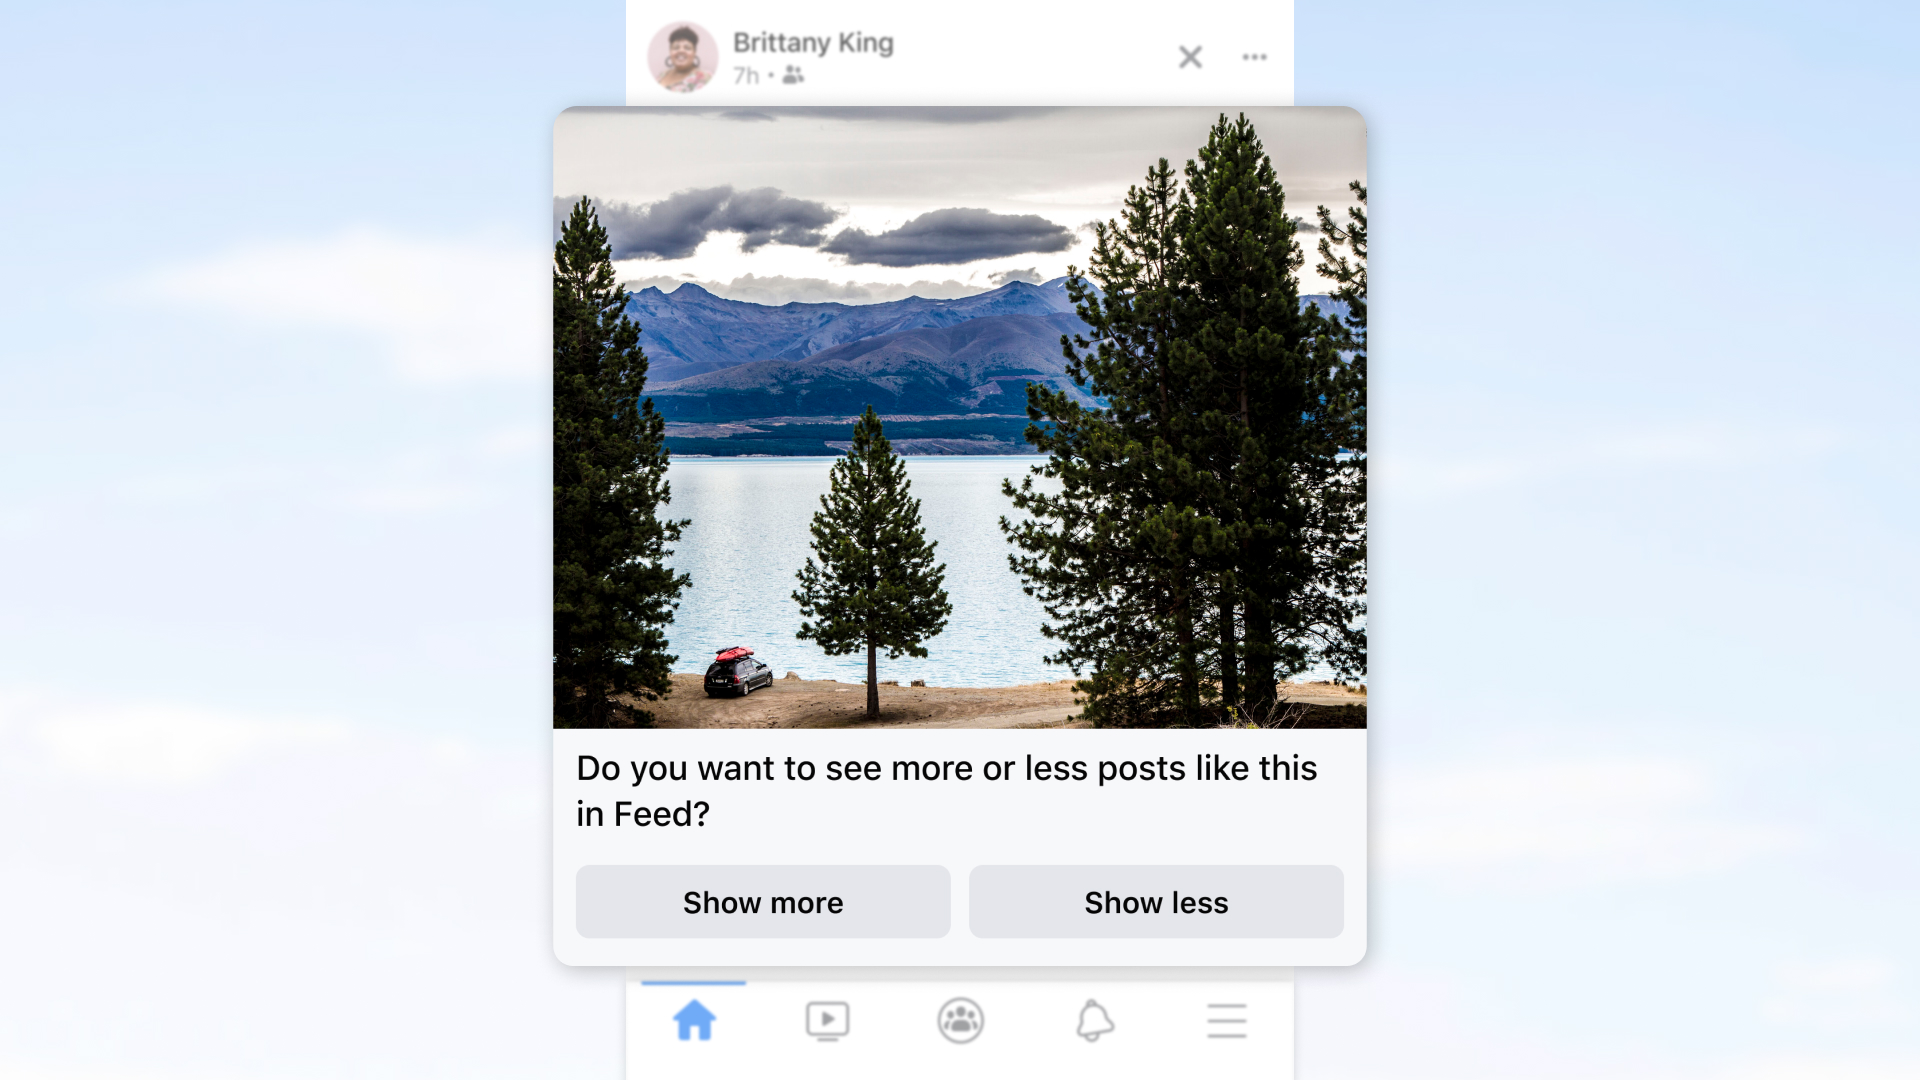 Brittany King
7h •
Do you want to see more or less posts like this
in Feed?
Show more
Show less